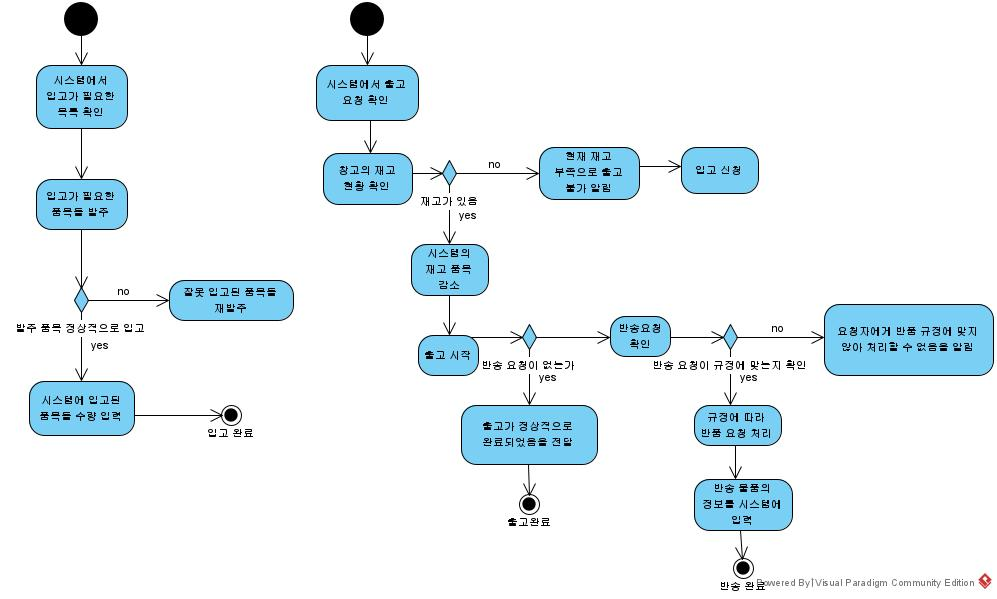 시스템에서
입고가 필요한
목록 확인
입고가 필요한
품목들 발주
no
잘못 입고된 품목들
재발주
발주 품목 정상적으로 입고
yes
시스템에 입고된
품목들 수량 입력
입고 완료
시스템에서 출고
요청 확인
창고의 재고
현황 확인
no
현재 재고
부족으로 출고
불가 알림
입고 신청
재고가 있음
yes
시스템의
재고 품목
감소
출고 시작
반송 요청이 없는가
yes
반송요청
확인
no
요청자에게 반품 규정에 맞지
않아 처리할 수 없음을 알림
반송 요청이 규정에 맞는지 확인
yes
출고가 정상적으로
완료되었음을 전달
출고완료
규정에 따라
반품 요청 처리
반송 물품의
정보를 시스템에
입력
반송 완료
Powered By Visual Paradigm Community Edition